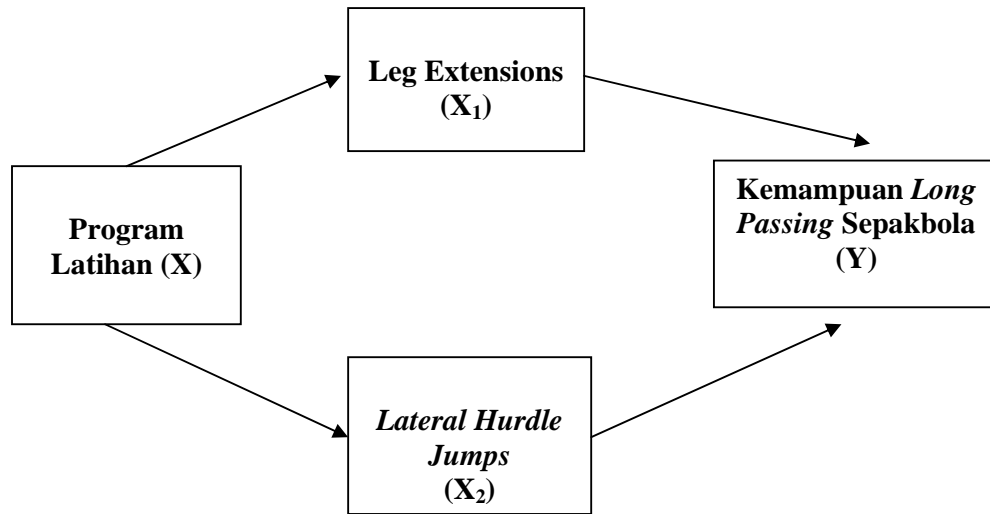 Leg Extensions
(X₁)
Program
Latihan (X)
Kemampuan Long
Passing Sepakbola
(Y)
Lateral Hurdle
Jumps
(X₂)